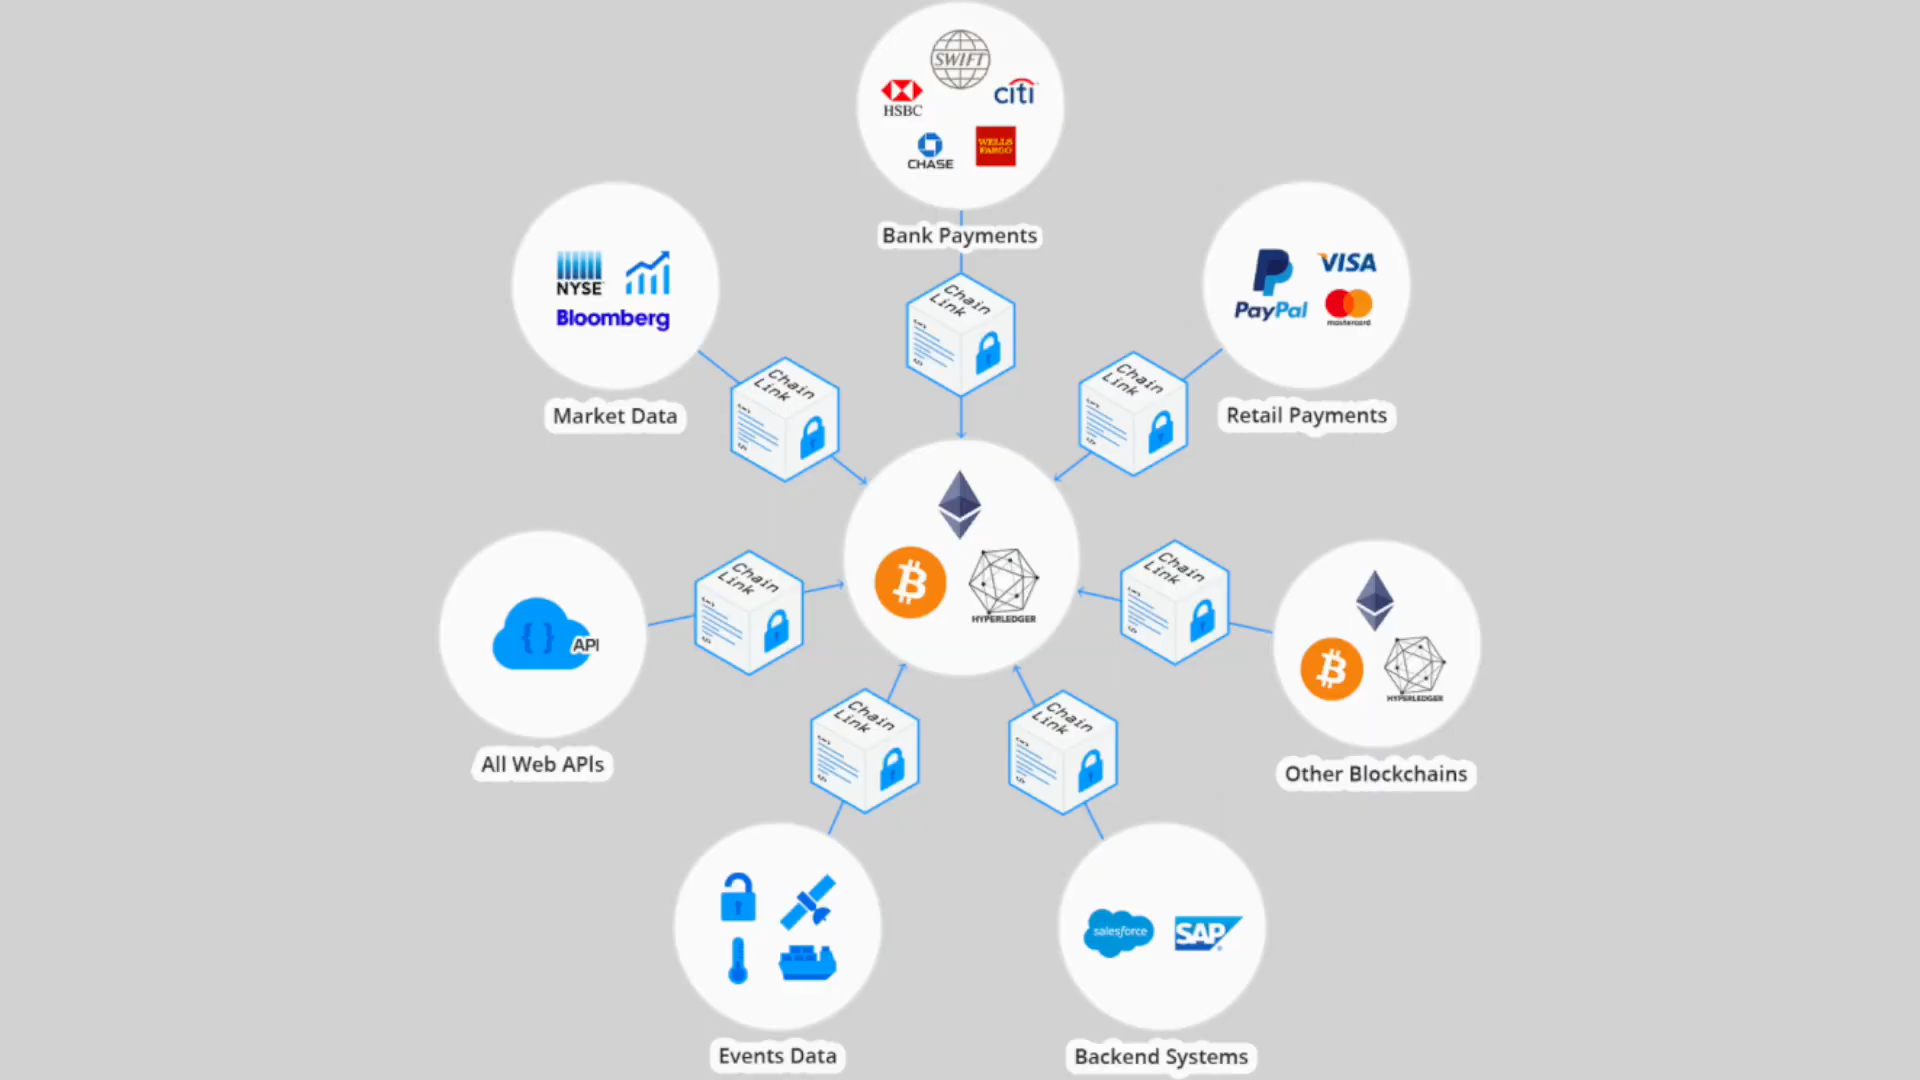 SWIFT
HSBC
citi
CHASE
WELLS
FARGO
Bank Payments
NYSE
Bloomberg
Market Data
PayPal
VISA
mastercard
Retail Payments
Chain
Link
Chain
Link
Chain
Link
HYPERLEDGER
{ } API
All Web APIs
Chain
Link
Chain
Link
HYPERLEDGER
Other Blockchains
Chain
Link
Chain
Link
Events Data
salesforce
SAP
Backend Systems